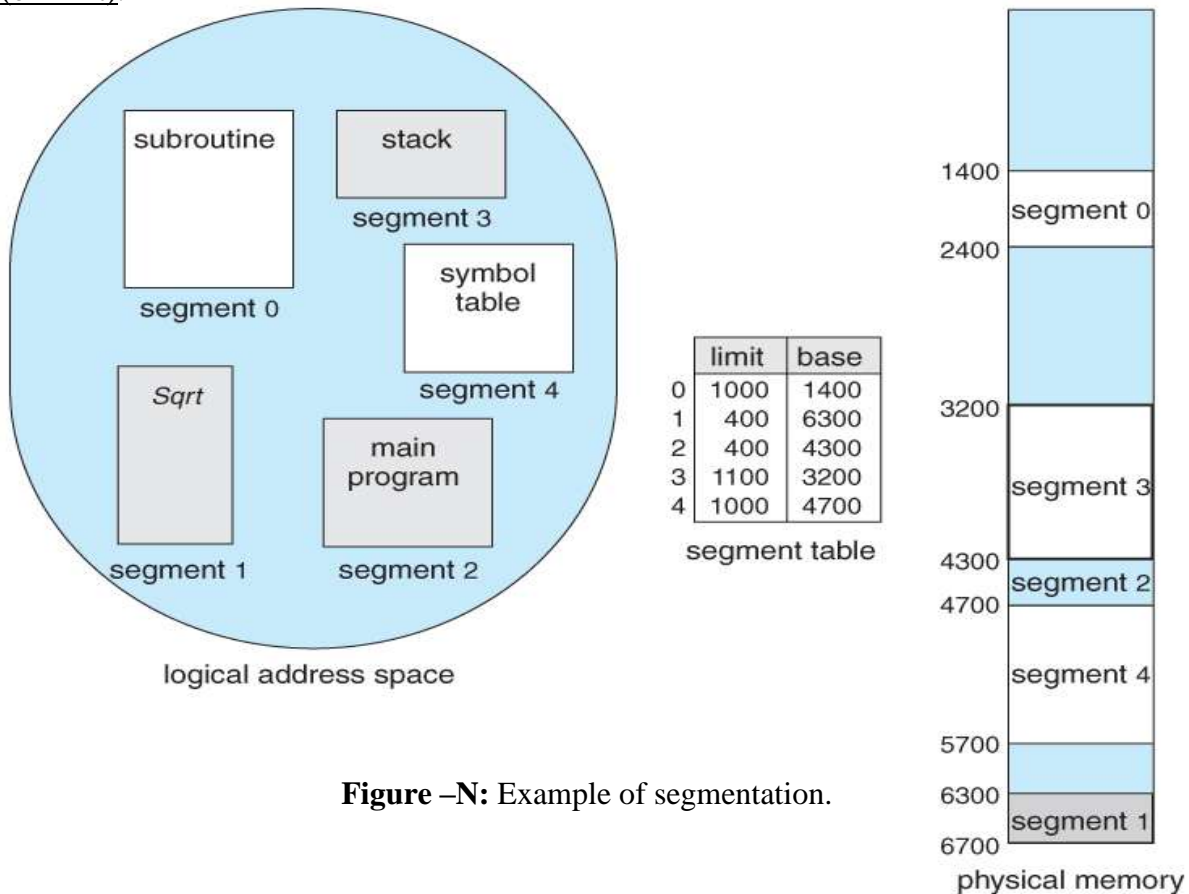 subroutine
stack
segment 3
segment 0
symbol
table
segment 4
Sqrt
main
program
segment 1
segment 2
logical address space
limit base
0 1000 1400
1 400 6300
2 400 4300
3 1100 3200
4 1000 4700
segment table
1400
segment 0
2400
3200
segment 3
4300
segment 2
4700
segment 4
5700
6300
segment 1
6700
physical memory
Figure –N: Example of segmentation.